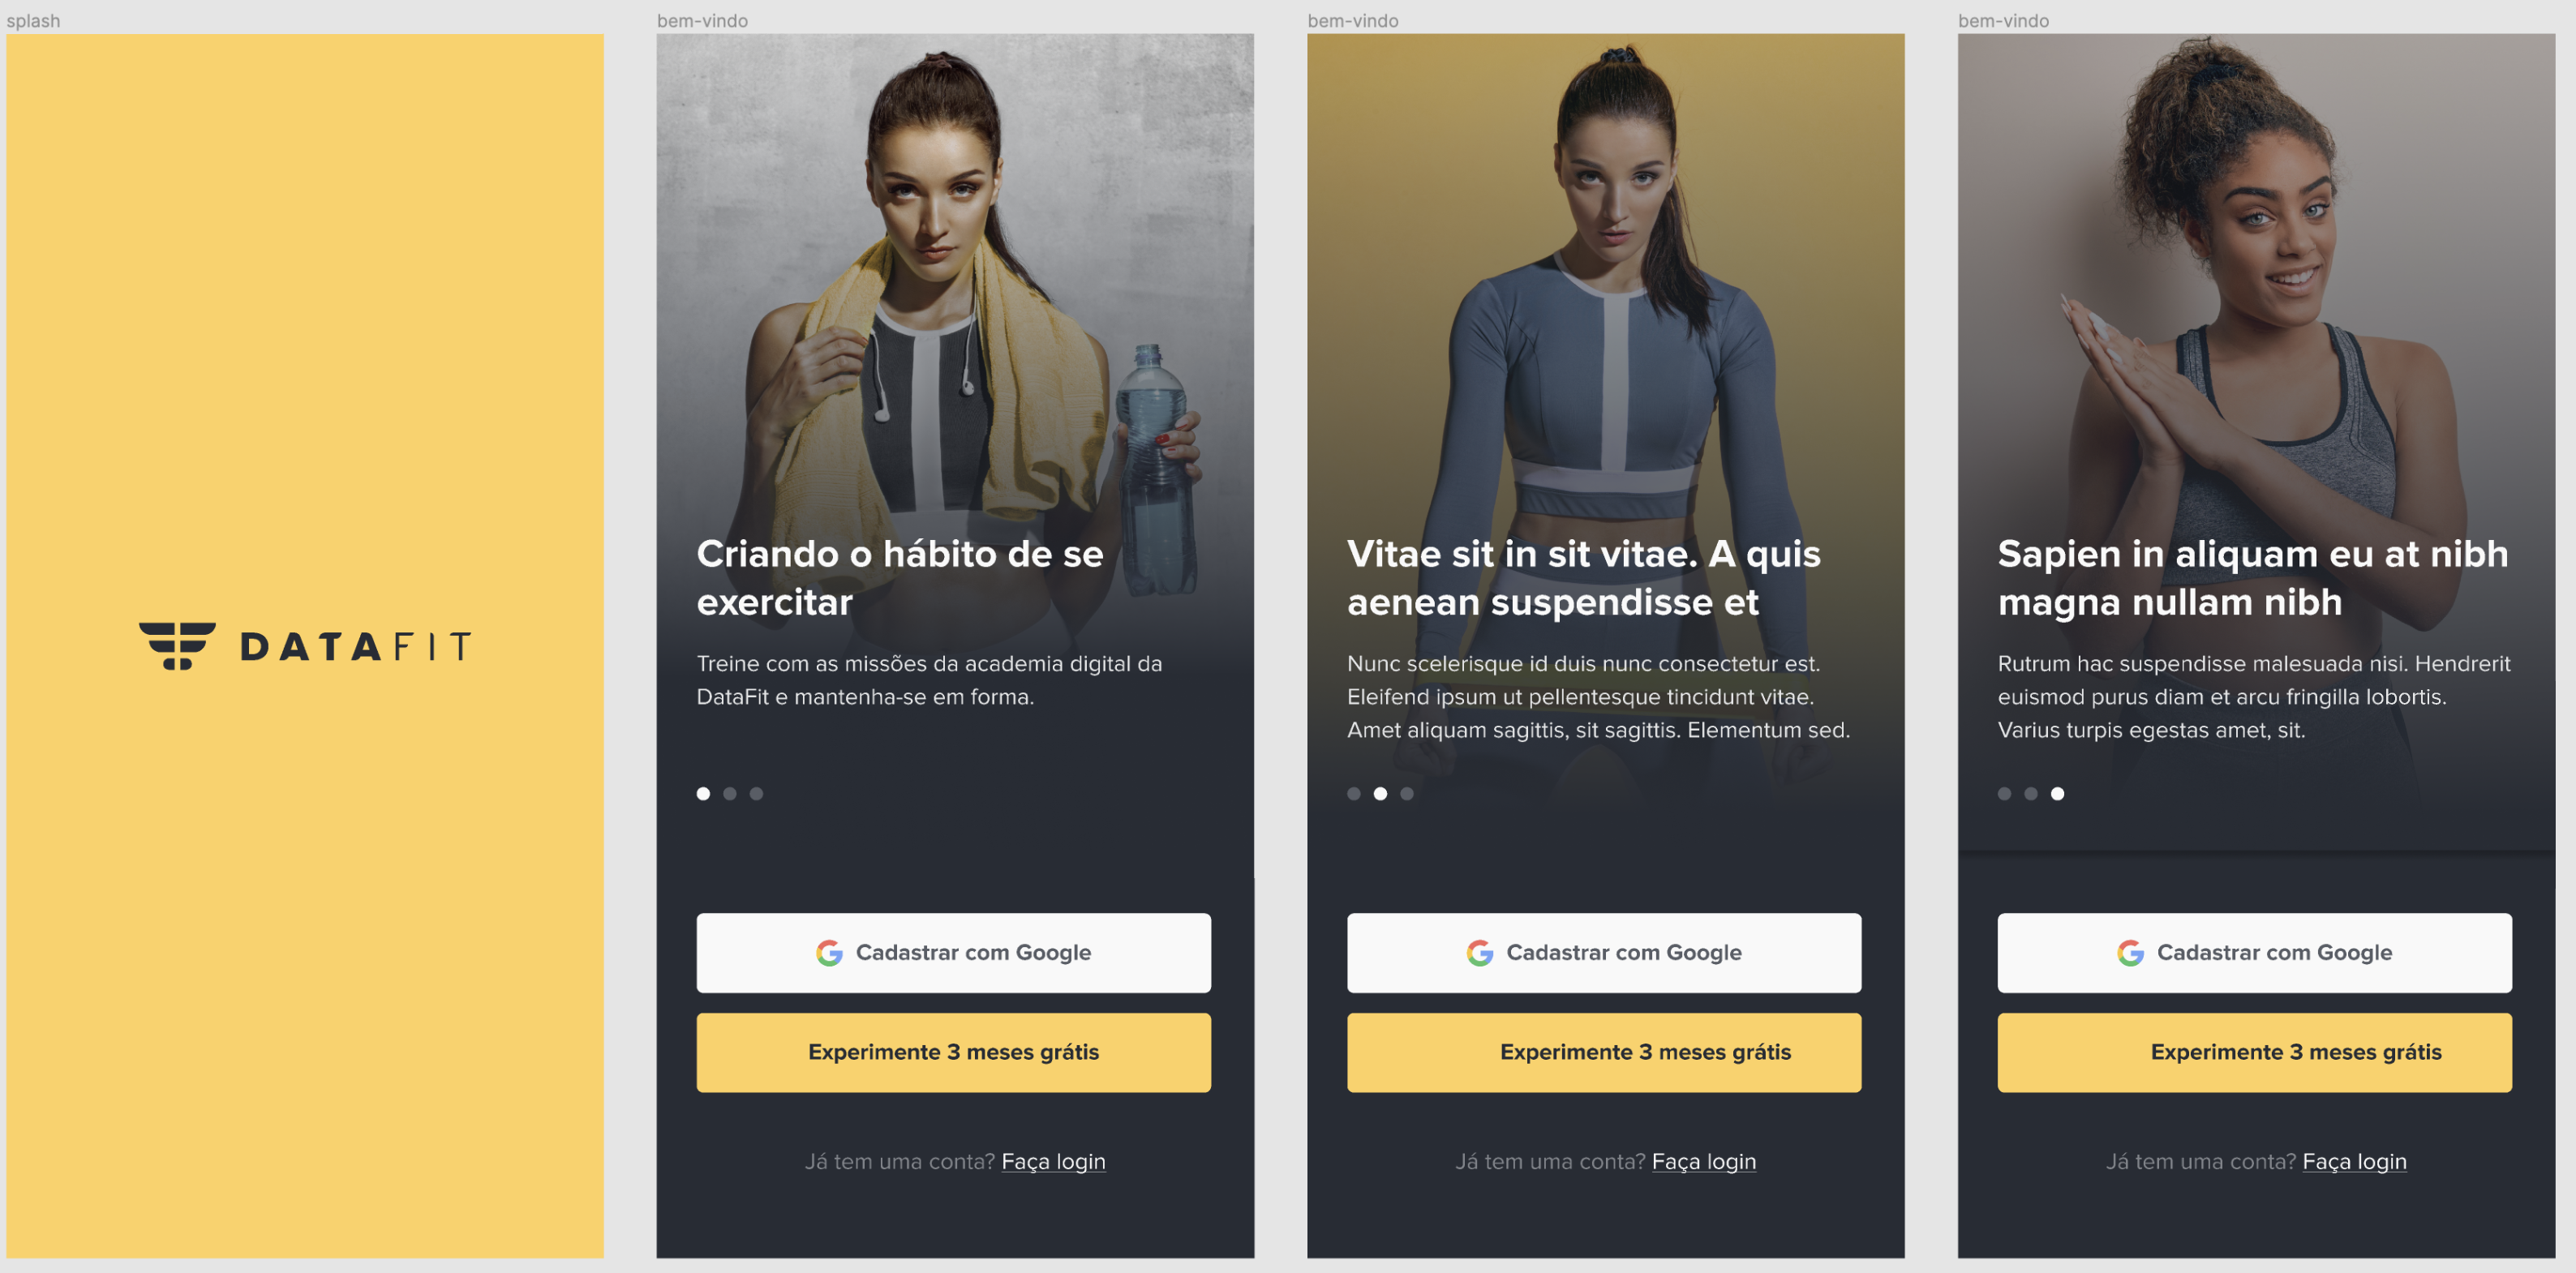 splash
DATAFIT
bem-vindo
Criando o hábito de se
exercitar
Treine com as missões da academia digital da
DataFit e mantenha-se em forma.
Cadastrar com Google
Experimente 3 meses grátis
Já tem uma conta? Faça login
bem-vindo
Vitae sit in sit vitae. A quis
aenean suspendisse et
Nunc scelerisque id duis nunc consectetur est.
Eleifend ipsum ut pellentesque tincidunt vitae.
Amet aliquam sagittis, sit sagittis. Elementum sed.
Cadastrar com Google
Experimente 3 meses grátis
Já tem uma conta? Faça login
bem-vindo
Sapien in aliquam eu at nibh
magna nullam nibh
Rutrum hac suspendisse malesuada nisi. Hendrerit
euismod purus diam et arcu fringilla lobortis.
Varius turpis egestas amet, sit.
Cadastrar com Google
Experimente 3 meses grátis
Já tem uma conta? Faça login